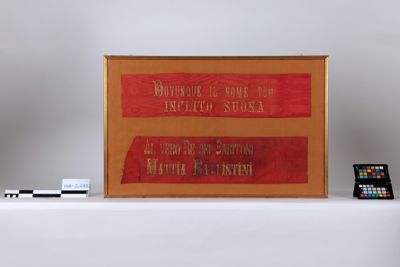 DOVUNQUE IL NOME TUO
INCLITO SUONA
AL VERO RE DEI BARITONI
MATTIA BATTISTINI